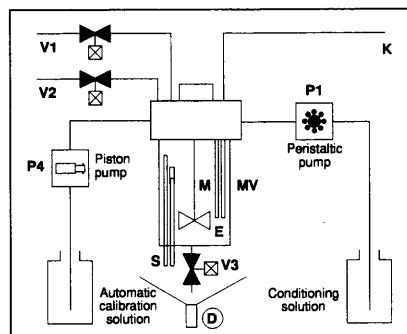 V1
K
V2
P1
P4
Piston
pump
Peristaltic
pump
M
MV
E
S
V3
Automatic
calibration
solution
D
Conditioning
solution